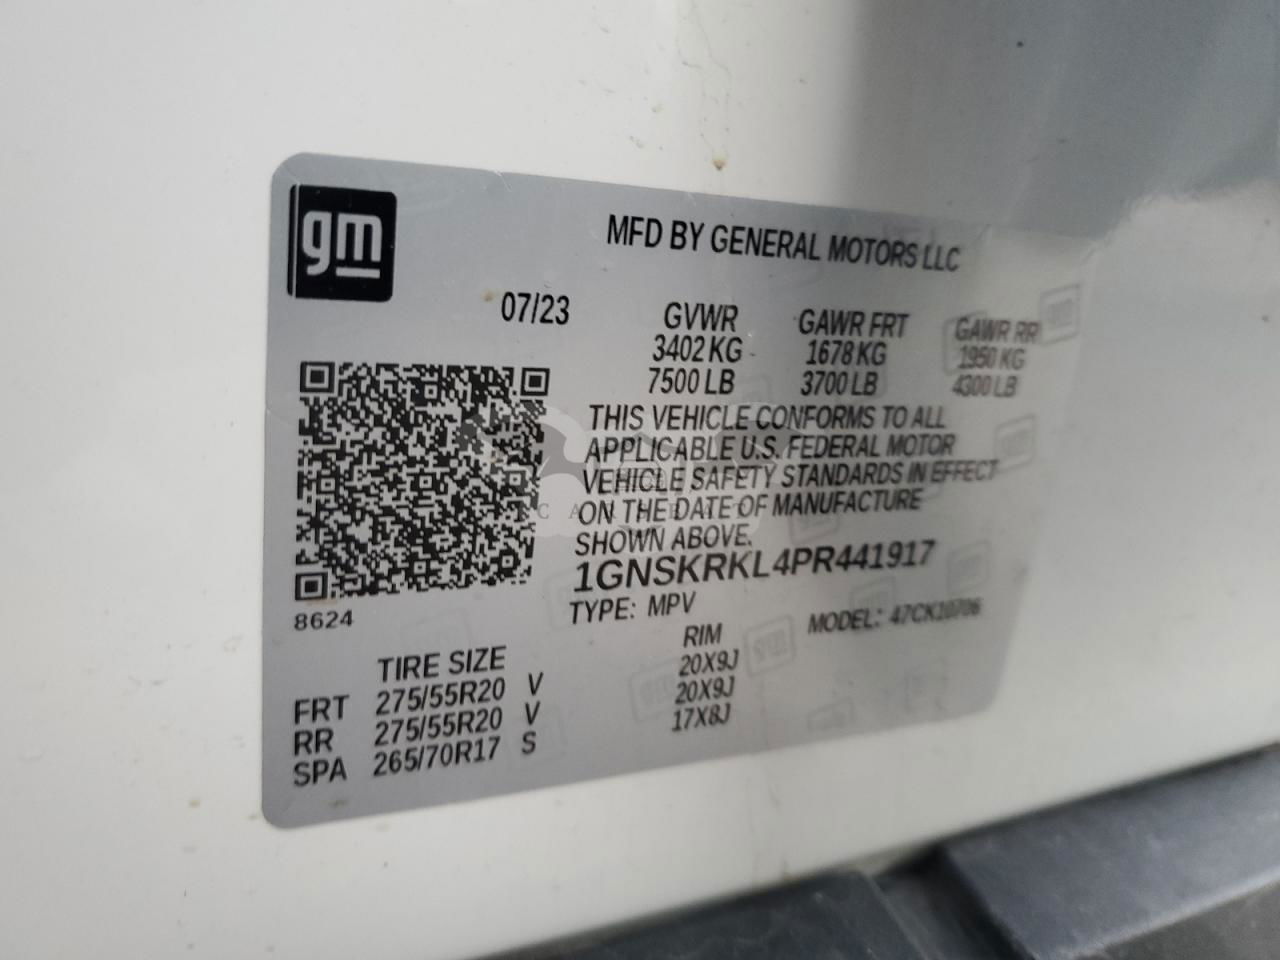 gm
MFD BY GENERAL MOTORS LLC
07/23 GVWR GAWR FRT GAWR RR
3402 KG 1678 KG 1950 KG
7500 LB 3700 LB 4300 LB
THIS VEHICLE CONFORMS TO ALL
APPLICABLE U.S. FEDERAL MOTOR
VEHICLE SAFETY STANDARDS IN EFFECT
ON THE DATE OF MANUFACTURE
SHOWN ABOVE.
1GNSKRKL4PR441917
TYPE: MPV MODEL: 47CK10706
8624
TIRE SIZE RIM
FRT 275/55R20 V 20X9J
RR 275/55R20 V 20X9J
SPA 265/70R17 S 17X8J